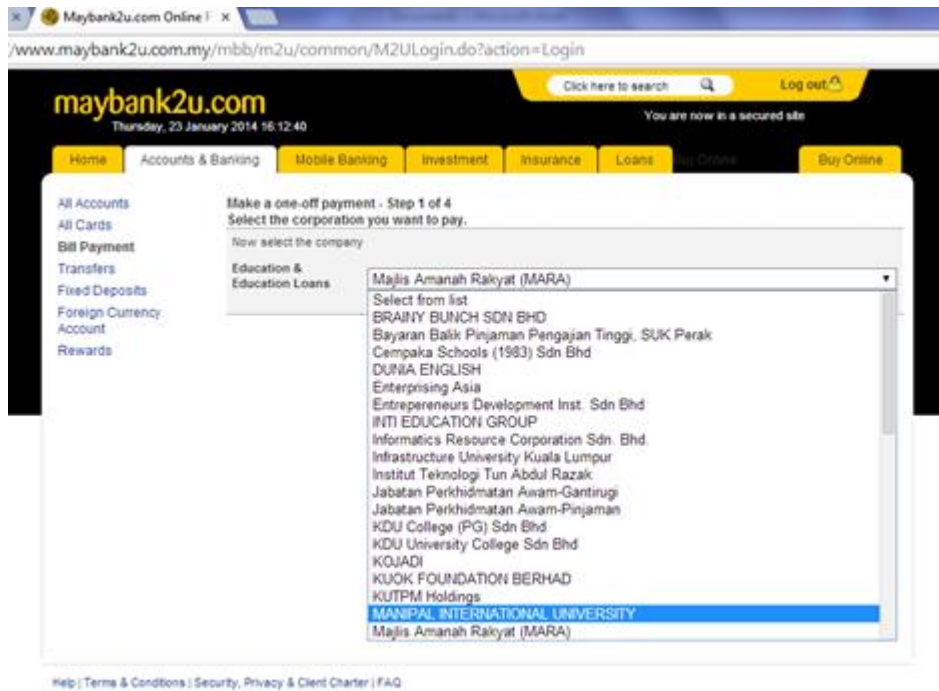 Maybank2u.com Online F
/www.maybank2u.com.my/mbb/m2u/common/M2ULogin.do?action=Login
Click here to search
Log out
maybank2u.com
Thursday, 23 January 2014 16:12:40
You are now in a secured site
Home
Accounts & Banking
Mobile Banking
Investment
Insurance
Loans
Buy Online
Buy Online
All Accounts
All Cards
Bill Payment
Transfers
Fixed Deposits
Foreign Currency
Account
Rewards
Make a one-off payment - Step 1 of 4
Select the corporation you want to pay.
Now select the company
Education &
Education Loans
Majlis Amanah Rakyat (MARA)
Select from list
BRAINY BUNCH SDN BHD
Bayaran Balik Pinjaman Pengajian Tinggi, SUK Perak
Cempaka Schools (1983) Sdn Bhd
DUNIA ENGLISH
Enterprising Asia
Entrepereneurs Development Inst. Sdn Bhd
INTI EDUCATION GROUP
Informatics Resource Corporation Sdn. Bhd.
Infrastructure University Kuala Lumpur
Institut Teknologi Tun Abdul Razak
Jabatan Perkhidmatan Awam-Gantirugi
Jabatan Perkhidmatan Awam-Pinjaman
KDU College (PG) Sdn Bhd
KDU University College Sdn Bhd
KOJADI
KUOK FOUNDATION BERHAD
KUTPM Holdings
MANIPAL INTERNATIONAL UNIVERSITY
Majlis Amanah Rakyat (MARA)
Help | Terms & Conditions | Security, Privacy & Client Charter | FAQ